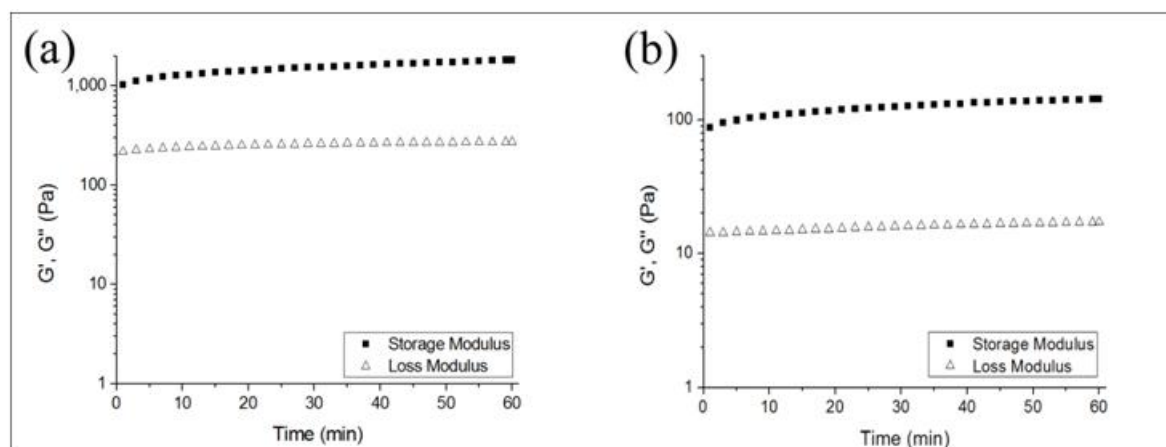 (a)
1,000
100
10
1
G', G'' (Pa)
Storage Modulus
Loss Modulus
0 10 20 30 40 50 60
Time (min)
(b)
100
10
1
G', G'' (Pa)
Storage Modulus
Loss Modulus
0 10 20 30 40 50 60
Time (min)